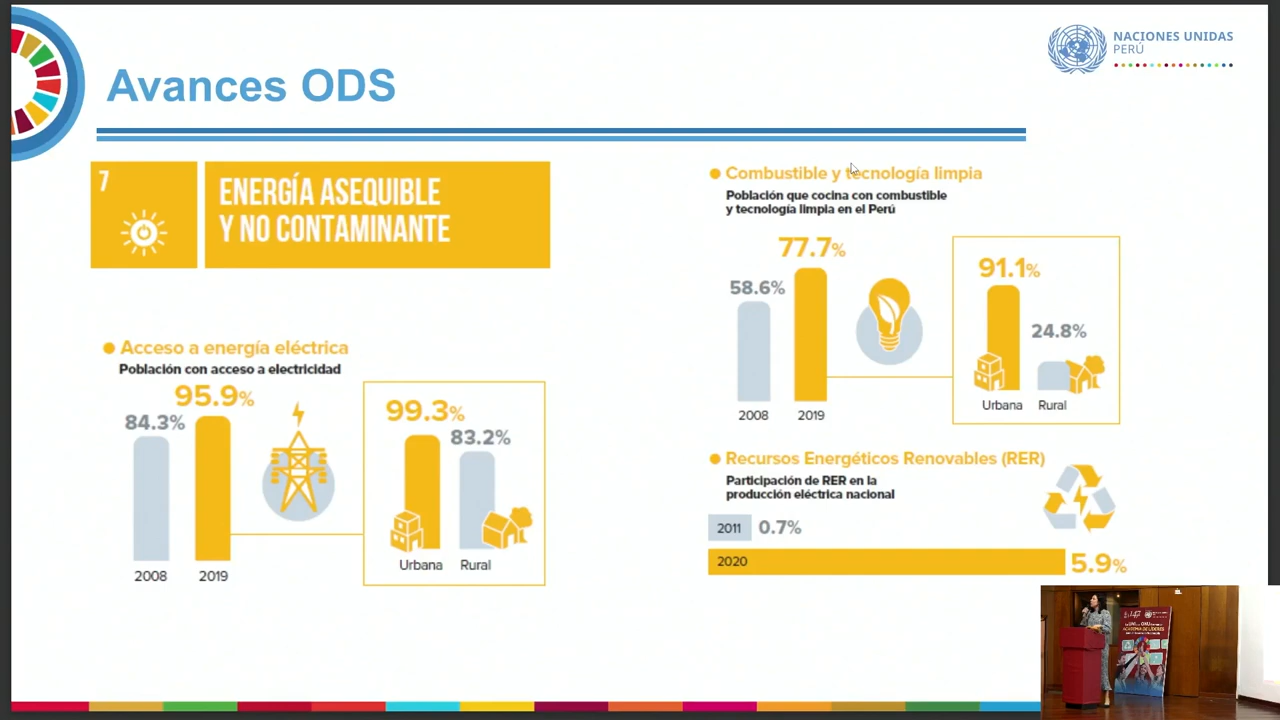 NACIONES UNIDAS
PERÚ
Avances ODS
7
ENERGÍA ASEQUIBLE
Y NO CONTAMINANTE
Acceso a energía eléctrica
Población con acceso a electricidad
84.3%
95.9%
2008
2019
99.3%
83.2%
Urbana
Rural
Combustible y tecnología limpia
Población que cocina con combustible
y tecnología limpia en el Perú
58.6%
77.7%
2008
2019
91.1%
24.8%
Urbana
Rural
Recursos Energéticos Renovables (RER)
Participación de RER en la
producción eléctrica nacional
2011
0.7%
2020
5.9%
ACADEMIA DE LÍDERES